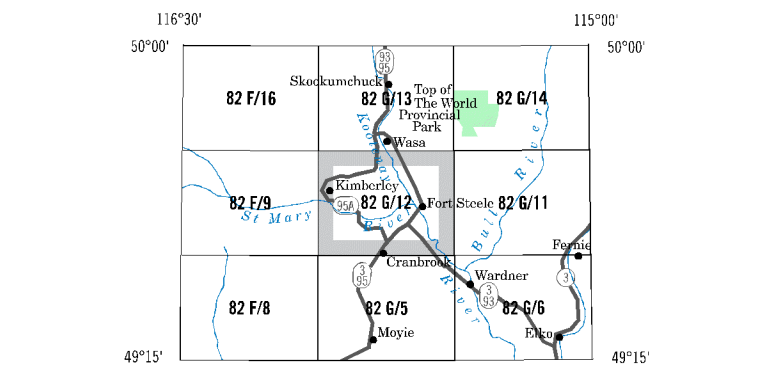 116°30'
115°00'
50°00'
50°00'
93
95
Skookumchuck
82 F/16
82 G/13
Top of
The World
Provincial
Park
82 G/14
Kootenay
Wasa
River
Kimberley
82 F/9
St Mary
95A
82 G/12
River
Fort Steele
82 G/11
Bull
Fernie
Cranbrook
3
95
Wardner
3
93
3
River
82 F/8
82 G/5
82 G/6
Moyie
Elko
49°15'
49°15'